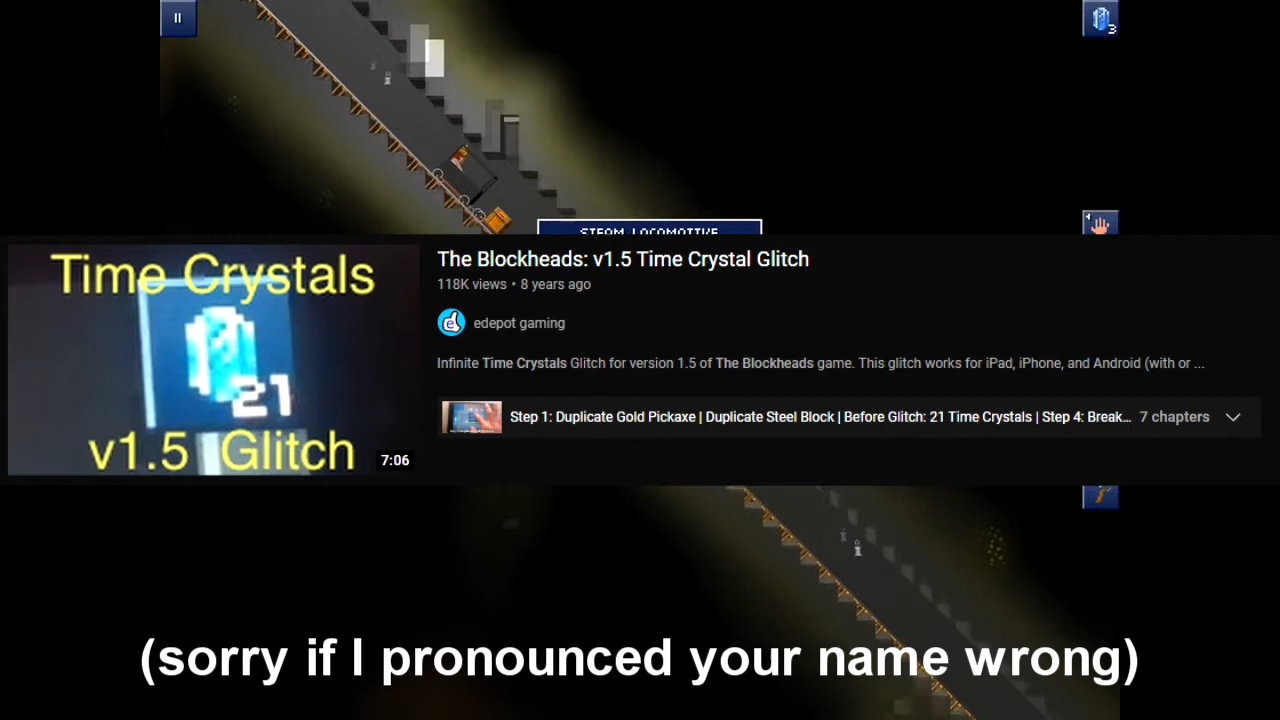 3
STEAM LOCOMOTIVE
Time Crystals
21
v1.5 Glitch
7:06
The Blockheads: v1.5 Time Crystal Glitch
118K views • 8 years ago
e
edepot gaming
Infinite Time Crystals Glitch for version 1.5 of The Blockheads game. This glitch works for iPad, iPhone, and Android (with or ...
Step 1: Duplicate Gold Pickaxe | Duplicate Steel Block | Before Glitch: 21 Time Crystals | Step 4: Break... 7 chapters
(sorry if I pronounced your name wrong)